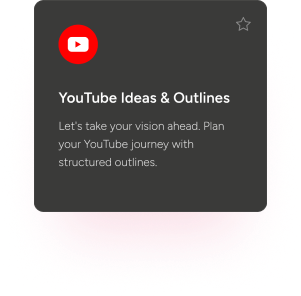 YouTube Ideas & Outlines
Let's take your vision ahead. Plan
your YouTube journey with
structured outlines.